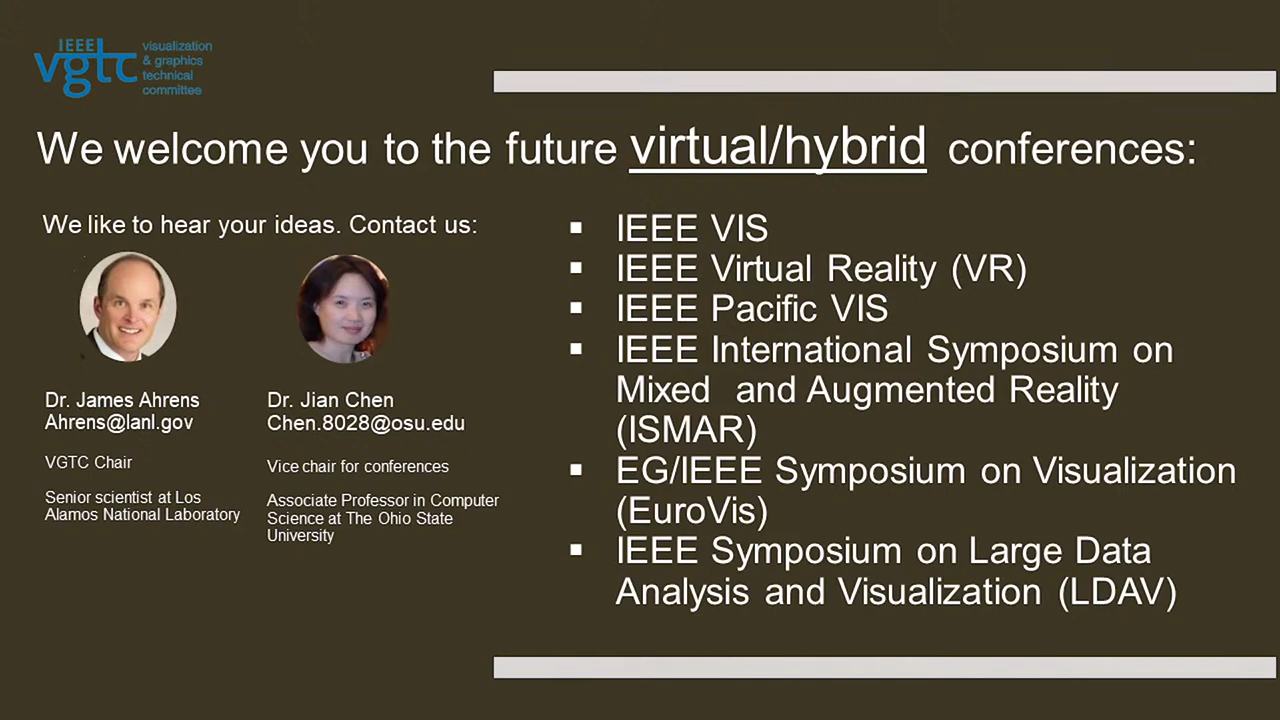 IEEE
vgtc
visualization
& graphics
technical
committee
We welcome you to the future virtual/hybrid conferences:
We like to hear your ideas. Contact us:
Dr. James Ahrens
Ahrens@lanl.gov
VGTC Chair
Senior scientist at Los
Alamos National Laboratory
Dr. Jian Chen
Chen.8028@osu.edu
Vice chair for conferences
Associate Professor in Computer
Science at The Ohio State
University
▪ IEEE VIS
▪ IEEE Virtual Reality (VR)
▪ IEEE Pacific VIS
▪ IEEE International Symposium on
Mixed and Augmented Reality
(ISMAR)
▪ EG/IEEE Symposium on Visualization
(EuroVis)
▪ IEEE Symposium on Large Data
Analysis and Visualization (LDAV)